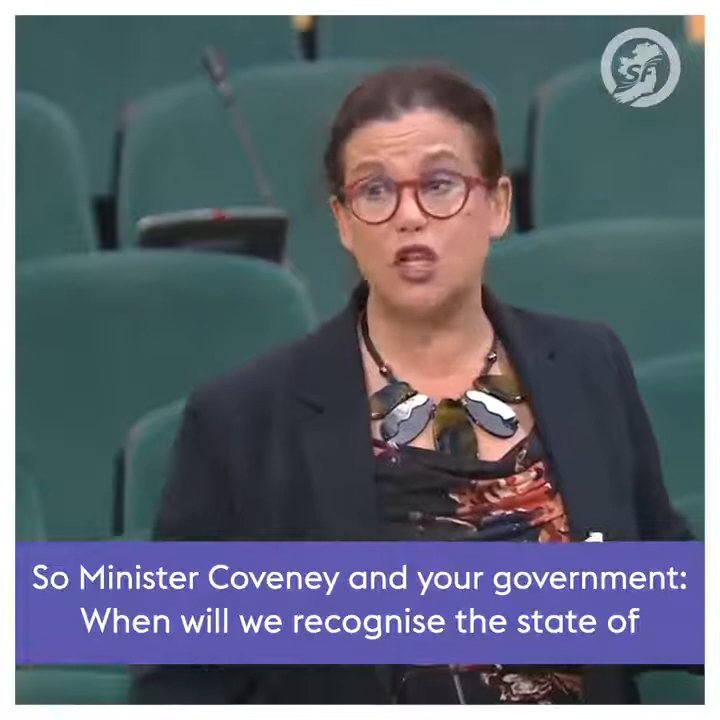 SF
So Minister Coveney and your government:
When will we recognise the state of